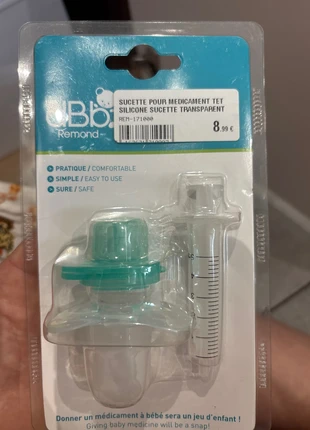 dBb
Remond
SUCETTE POUR MEDICAMENT TET
SILICONE SUCETTE TRANSPARENT
REM-171000
8,99 €
PRATIQUE / COMFORTABLE
SIMPLE / EASY TO USE
SURE / SAFE
Donner un médicament à bébé sera un jeu d'enfant !
Giving baby medicine will be a snap!